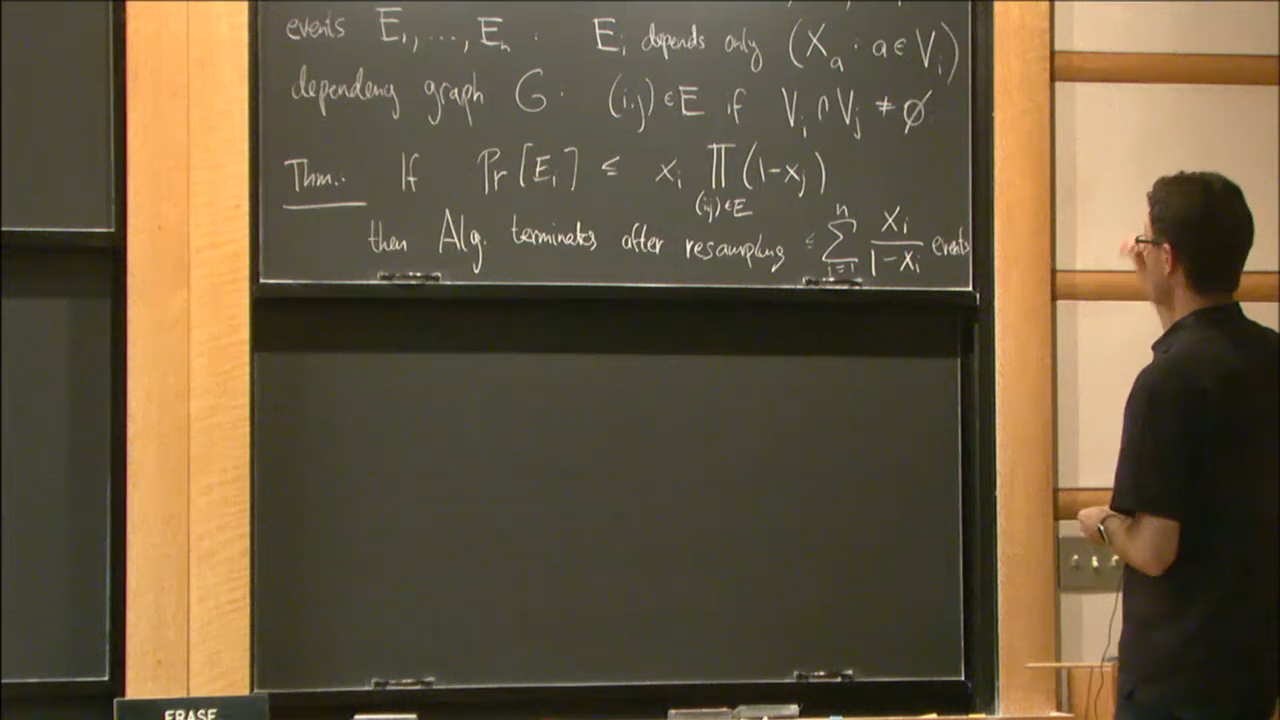 events E₁, ..., Eₙ. Eᵢ depends only (Xₐ : a ∈ Vᵢ)
dependency graph G. (i,j) ∈ E if Vᵢ ∩ Vⱼ ≠ ∅
Thm.: If Pr[Eᵢ] ≤ xᵢ ∏ (1-xⱼ)
(i,j) ∈ E
then Alg. terminates after resampling ≤ ∑ᵢ₌₁ⁿ xᵢ/(1-xᵢ) events
ERASE